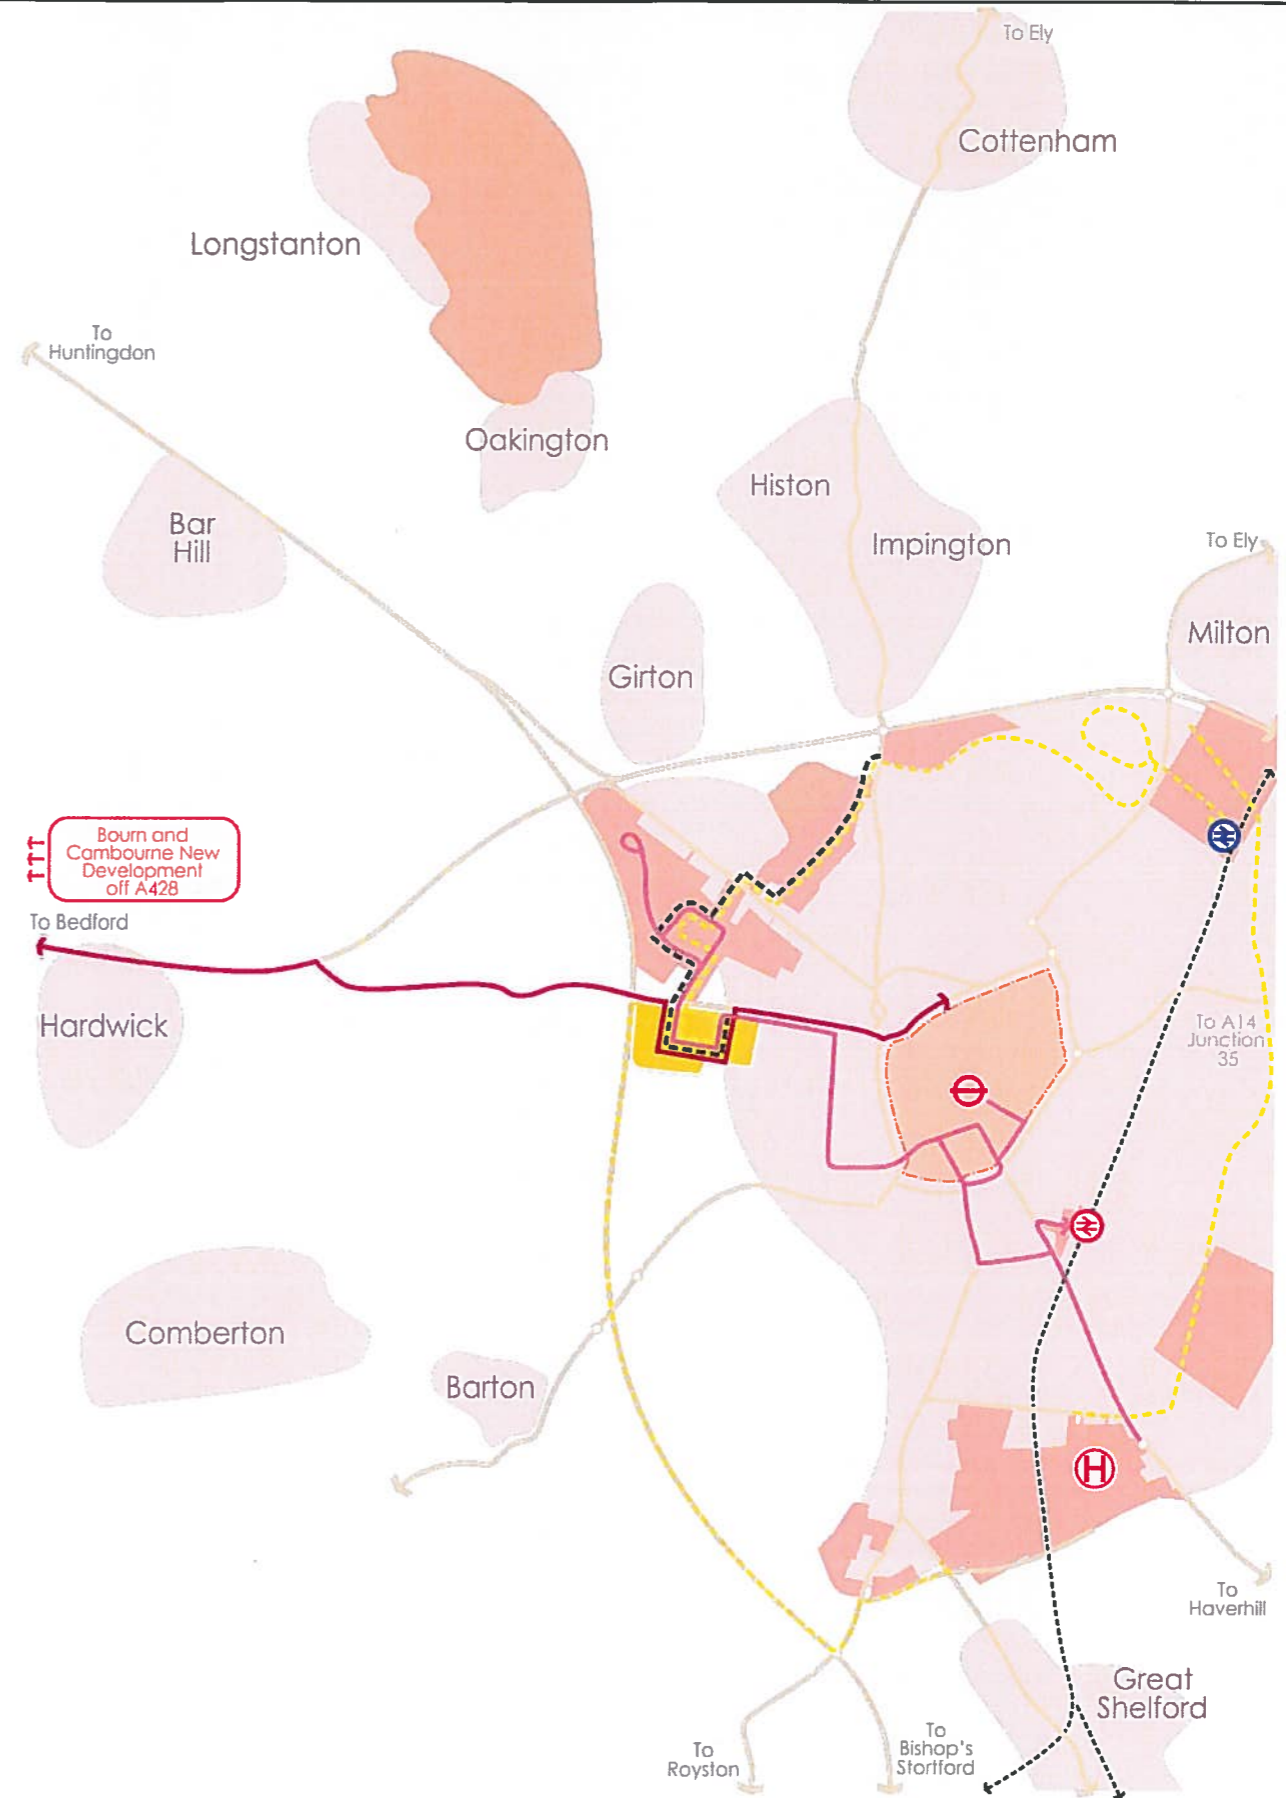 To Ely
Cottenham
Longstanton
To
Huntingdon
Oakington
Histon
Bar
Hill
Impington
To Ely
Milton
Girton
Bourn and
Cambourne New
Development
off A428
To Bedford
Hardwick
To A14
Junction
35
Comberton
Barton
H
To
Haverhill
Great
Shelford
To
Royston
To
Bishop's
Stortford